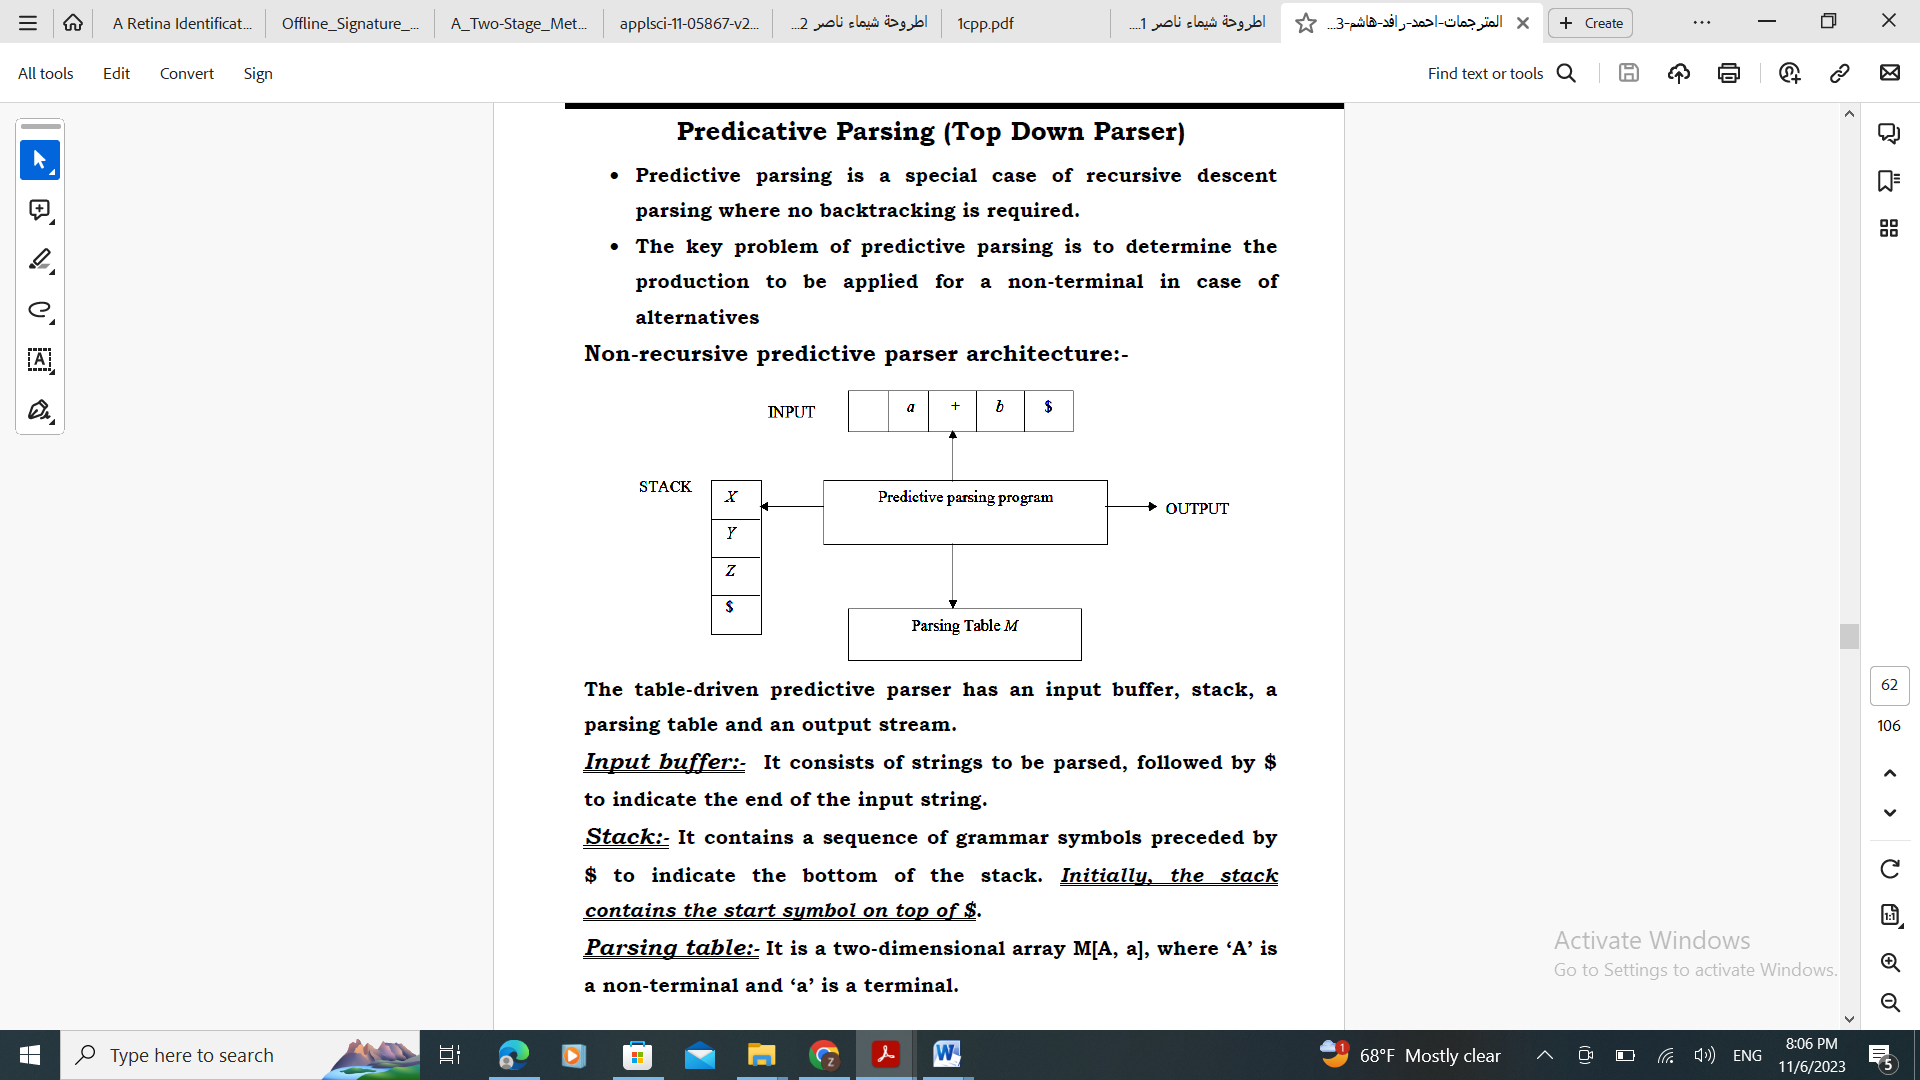 A Retina Identificat...
Offline_Signature_...
A_Two-Stage_Met...
applsci-11-05867-v2...
اطروحة شيماء ناصر 2...
1cpp.pdf
اطروحة شيماء ناصر 1....
المترجمات-احمد-رافد-هاشم-3...
Create
All tools
Edit
Convert
Sign
Find text or tools
Predicative Parsing (Top Down Parser)
• Predictive parsing is a special case of recursive descent
parsing where no backtracking is required.
• The key problem of predictive parsing is to determine the
production to be applied for a non-terminal in case of
alternatives
Non-recursive predictive parser architecture:-
INPUT a + b $
STACK
X
Y
Z
$
Predictive parsing program
OUTPUT
Parsing Table M
The table-driven predictive parser has an input buffer, stack, a
parsing table and an output stream.
Input buffer:- It consists of strings to be parsed, followed by $
to indicate the end of the input string.
Stack:- It contains a sequence of grammar symbols preceded by
$ to indicate the bottom of the stack. Initially, the stack
contains the start symbol on top of $.
Parsing table:- It is a two-dimensional array M[A, a], where ‘A’ is
a non-terminal and ‘a’ is a terminal.
62
106
1:1
Activate Windows
Go to Settings to activate Windows.
Type here to search
1
68°F Mostly clear
ENG
8:06 PM
11/6/2023
5